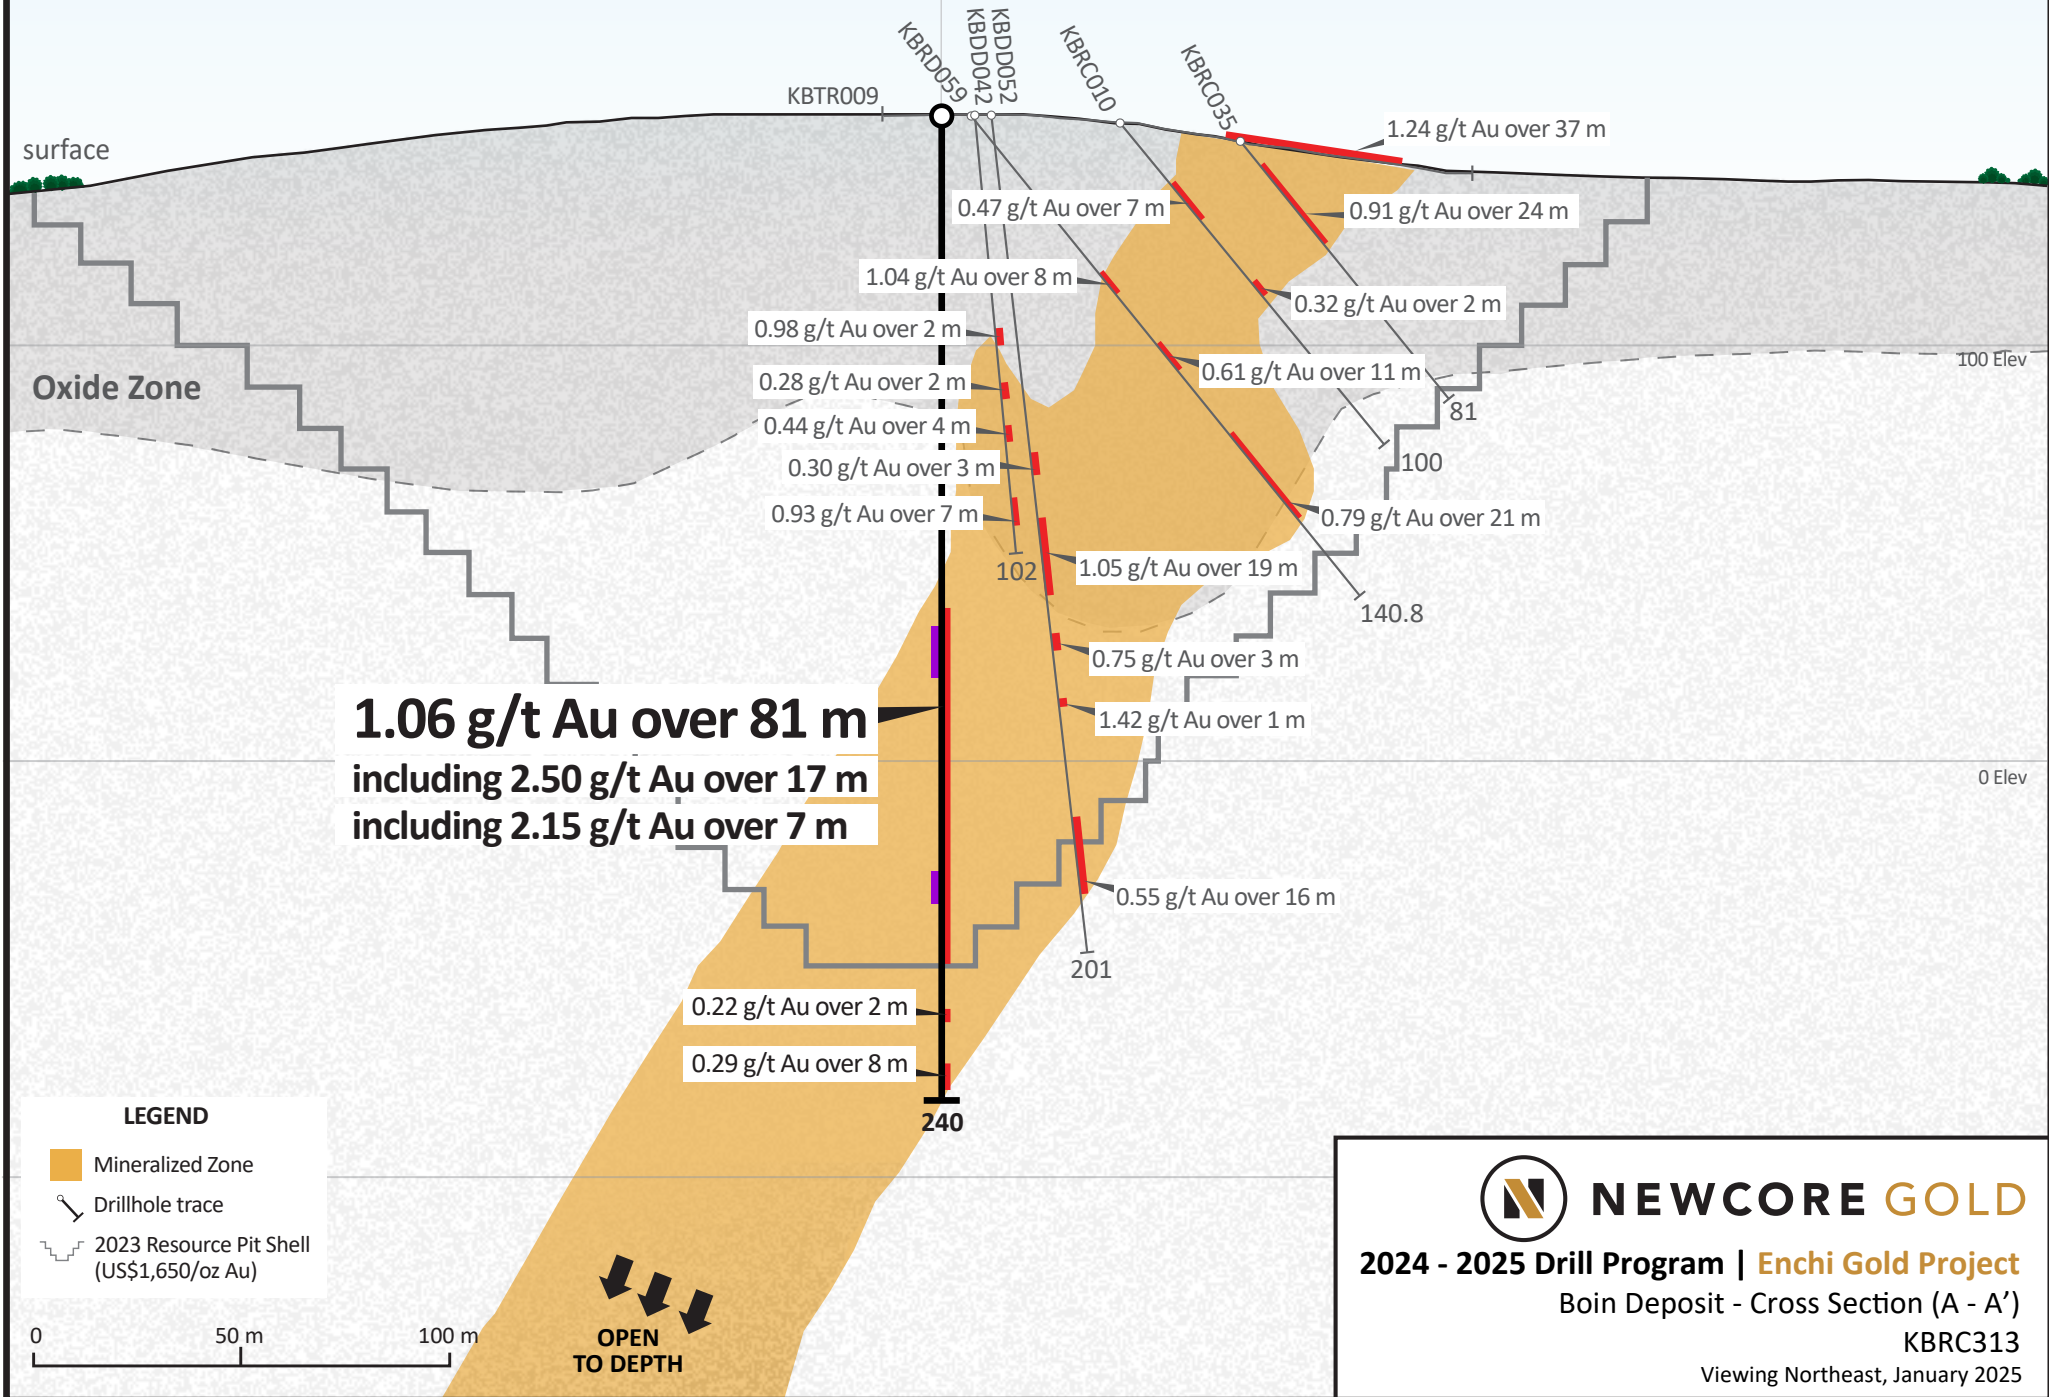 KBRD059
KBDD042
KBDD052
KBRC010
KBRC035
KBTR009
surface
1.24 g/t Au over 37 m
0.47 g/t Au over 7 m
0.91 g/t Au over 24 m
1.04 g/t Au over 8 m
0.32 g/t Au over 2 m
0.98 g/t Au over 2 m
100 Elev
0.61 g/t Au over 11 m
Oxide Zone
0.28 g/t Au over 2 m
81
0.44 g/t Au over 4 m
100
0.30 g/t Au over 3 m
0.93 g/t Au over 7 m
0.79 g/t Au over 21 m
102
1.05 g/t Au over 19 m
140.8
0.75 g/t Au over 3 m
1.06 g/t Au over 81 m
1.42 g/t Au over 1 m
including 2.50 g/t Au over 17 m
0 Elev
including 2.15 g/t Au over 7 m
0.55 g/t Au over 16 m
201
0.22 g/t Au over 2 m
0.29 g/t Au over 8 m
240
LEGEND
Mineralized Zone
Drillhole trace
2023 Resource Pit Shell
(US$1,650/oz Au)
0 50 m 100 m
OPEN
TO DEPTH
NEWCORE GOLD
2024 - 2025 Drill Program | Enchi Gold Project
Boin Deposit - Cross Section (A - A’)
KBRC313
Viewing Northeast, January 2025